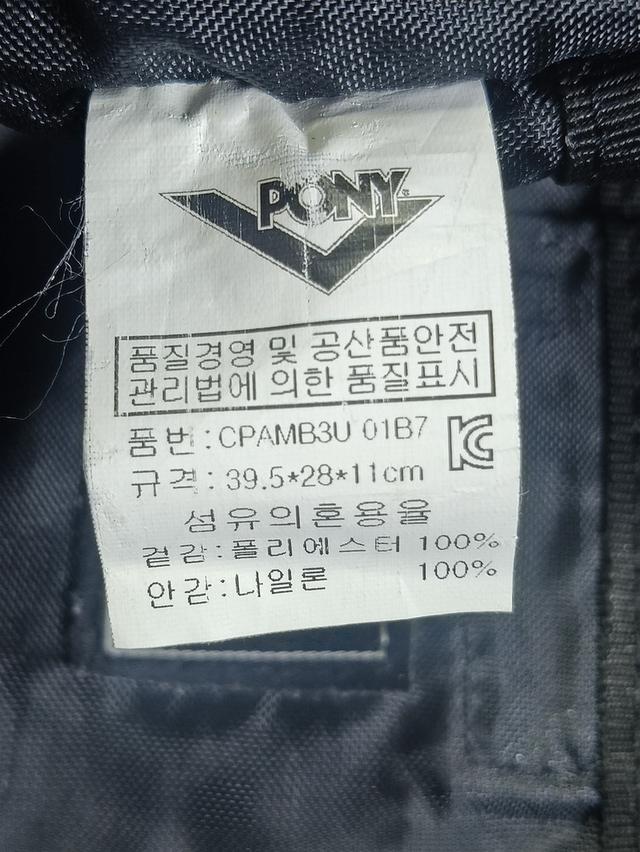 PONY
품질경영 및 공산품안전
관리법에 의한 품질표시
품번:CPAMB3U 01B7
규격:39.5*28*11cm
섬유의혼용율
겉감:폴리에스터 100%
안감:나일론 100%